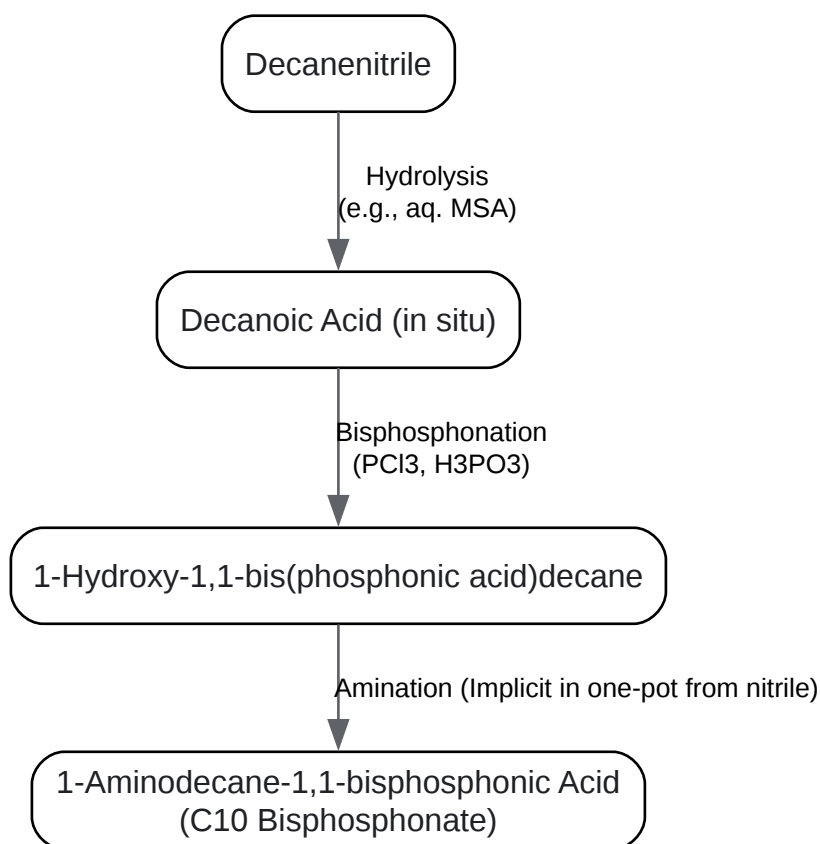 Decanenitrile
Hydrolysis
(e.g., aq. MSA)
Decanoic Acid (in situ)
Bisphosphonation
(PCl3, H3PO3)
1-Hydroxy-1,1-bis(phosphonic acid)decane
Amination (Implicit in one-pot from nitrile)
1-Aminodecane-1,1-bisphosphonic Acid
(C10 Bisphosphonate)